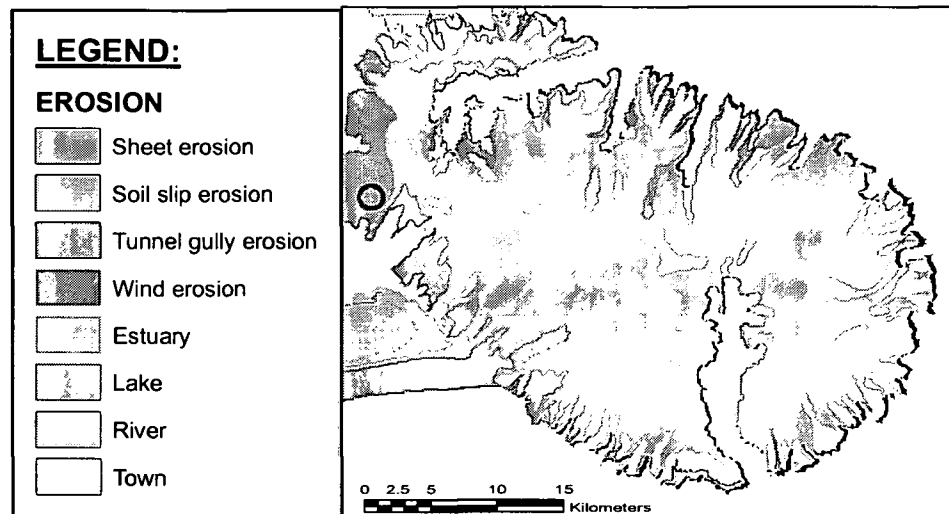 LEGEND:
EROSION
Sheet erosion
Soil slip erosion
Tunnel gully erosion
Wind erosion
Estuary
Lake
River
Town
0 2.5 5 10 15
Kilometers